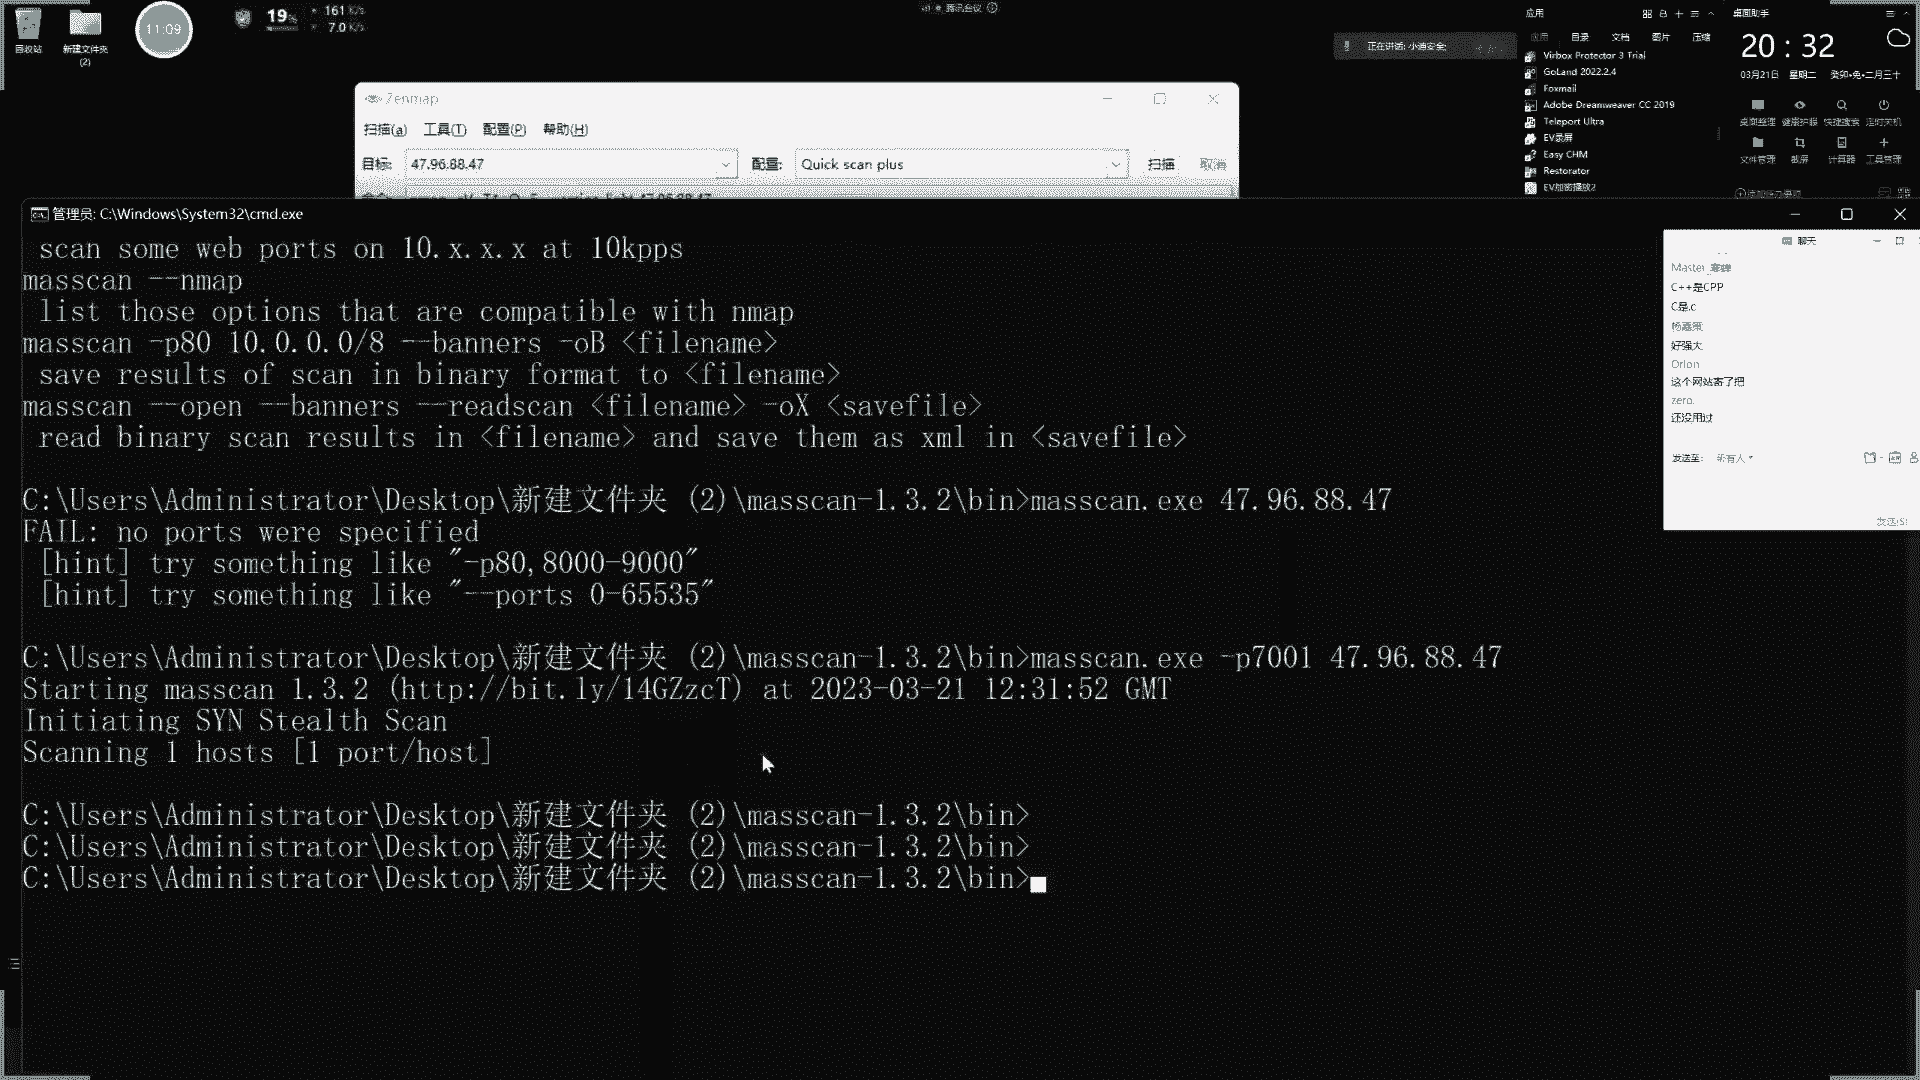 回收站
新建文件夹
(2)
11:09
19%
161 K/s
7.0 K/s
腾讯会议
正在讲话: 小迪安全;
应用
目录
文档
图片
压缩
Virbox Protector 3 Trial
GoLand 2022.2.4
Foxmail
Adobe Dreamweaver CC 2019
Teleport Ultra
EV录屏
Easy CHM
Restorator
EV加密播放2
桌面助手
20 : 32
03月21日 星期二 癸卯•兔•二月三十
桌面整理 健康护眼 快捷搜索 定时关机
文件管理 截屏 计算器 工具管理
Zenmap
扫描(a) 工具(T) 配置(P) 帮助(H)
目标: 47.96.88.47 配置: Quick scan plus 扫描 取消
管理员: C:\Windows\System32\cmd.exe
scan some web ports on 10.x.x.x at 10kpps
masscan --nmap
list those options that are compatible with nmap
masscan -p80 10.0.0.0/8 --banners -oB <filename>
save results of scan in binary format to <filename>
masscan --open --banners --readscan <filename> -oX <savefile>
read binary scan results in <filename> and save them as xml in <savefile>
C:\Users\Administrator\Desktop\新建文件夹 (2)\masscan-1.3.2\bin>masscan.exe 47.96.88.47
FAIL: no ports were specified
[hint] try something like "-p80,8000-9000"
[hint] try something like "--ports 0-65535"
C:\Users\Administrator\Desktop\新建文件夹 (2)\masscan-1.3.2\bin>masscan.exe -p7001 47.96.88.47
Starting masscan 1.3.2 (http://bit.ly/14GZzcT) at 2023-03-21 12:31:52 GMT
Initiating SYN Stealth Scan
Scanning 1 hosts [1 port/host]
C:\Users\Administrator\Desktop\新建文件夹 (2)\masscan-1.3.2\bin>
C:\Users\Administrator\Desktop\新建文件夹 (2)\masscan-1.3.2\bin>
C:\Users\Administrator\Desktop\新建文件夹 (2)\masscan-1.3.2\bin>
聊天
C++是CPP
C是.c
好强大
Orion
这个网站寄了把
zero.
还没用过
发送至: 所有人
发送(S)